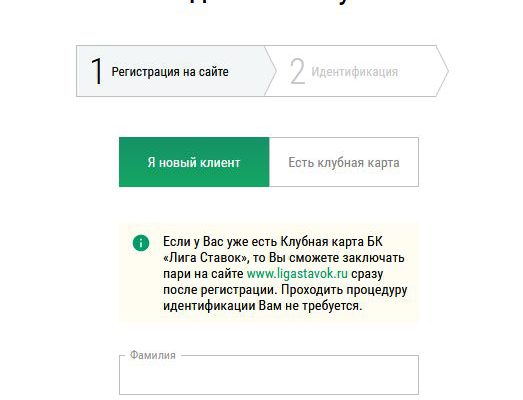 1 Регистрация на сайте 2 Идентификация
Я новый клиент Есть клубная карта
Если у Вас уже есть Клубная карта БК
«Лига Ставок», то Вы сможете заключать
пари на сайте www.ligastavok.ru сразу
после регистрации. Проходить процедуру
идентификации Вам не требуется.
Фамилия